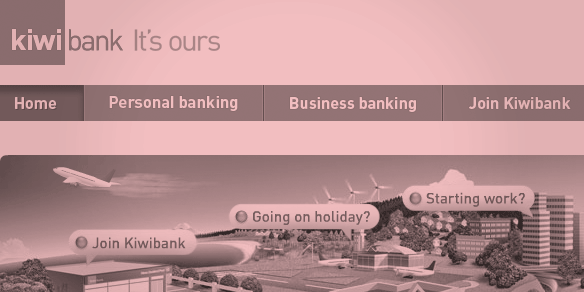 kiwibank It's ours
Home Personal banking Business banking Join Kiwibank
Starting work?
Going on holiday?
Join Kiwibank